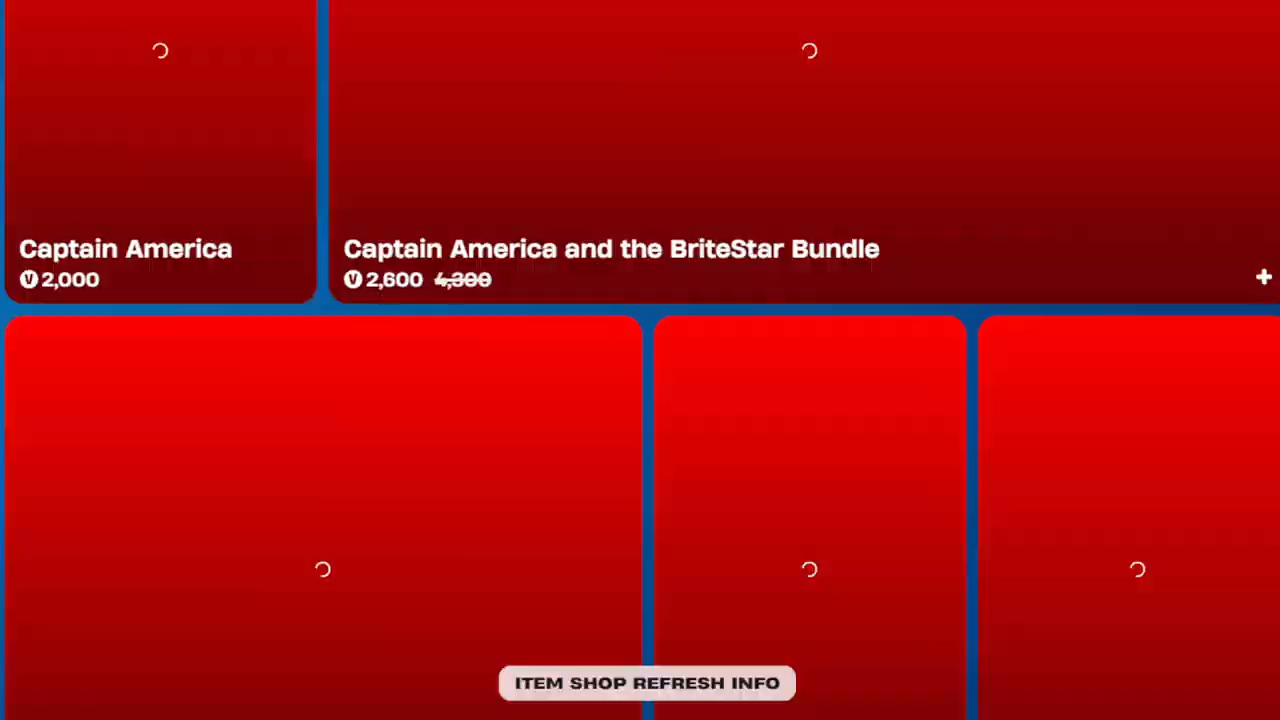 Captain America
V 2,000
Captain America and the BriteStar Bundle
V 2,600 4,300
+
ITEM SHOP REFRESH INFO